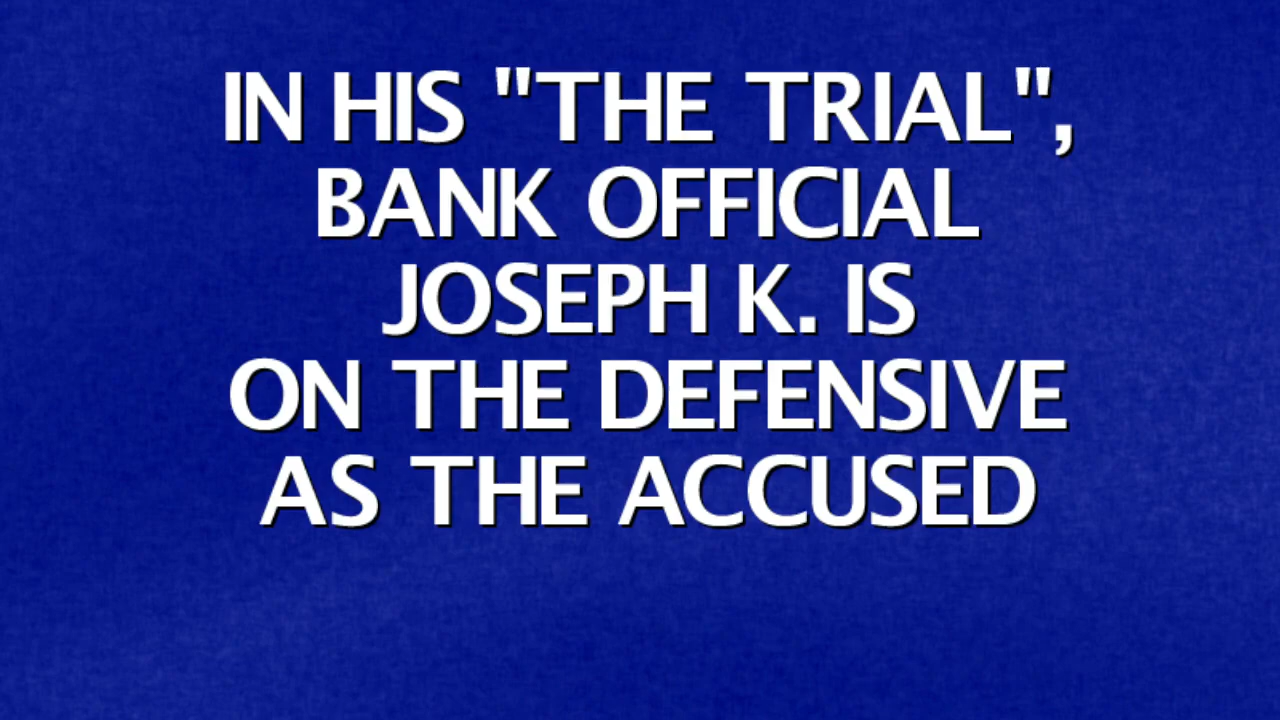 IN HIS "THE TRIAL",
BANK OFFICIAL
JOSEPH K. IS
ON THE DEFENSIVE
AS THE ACCUSED